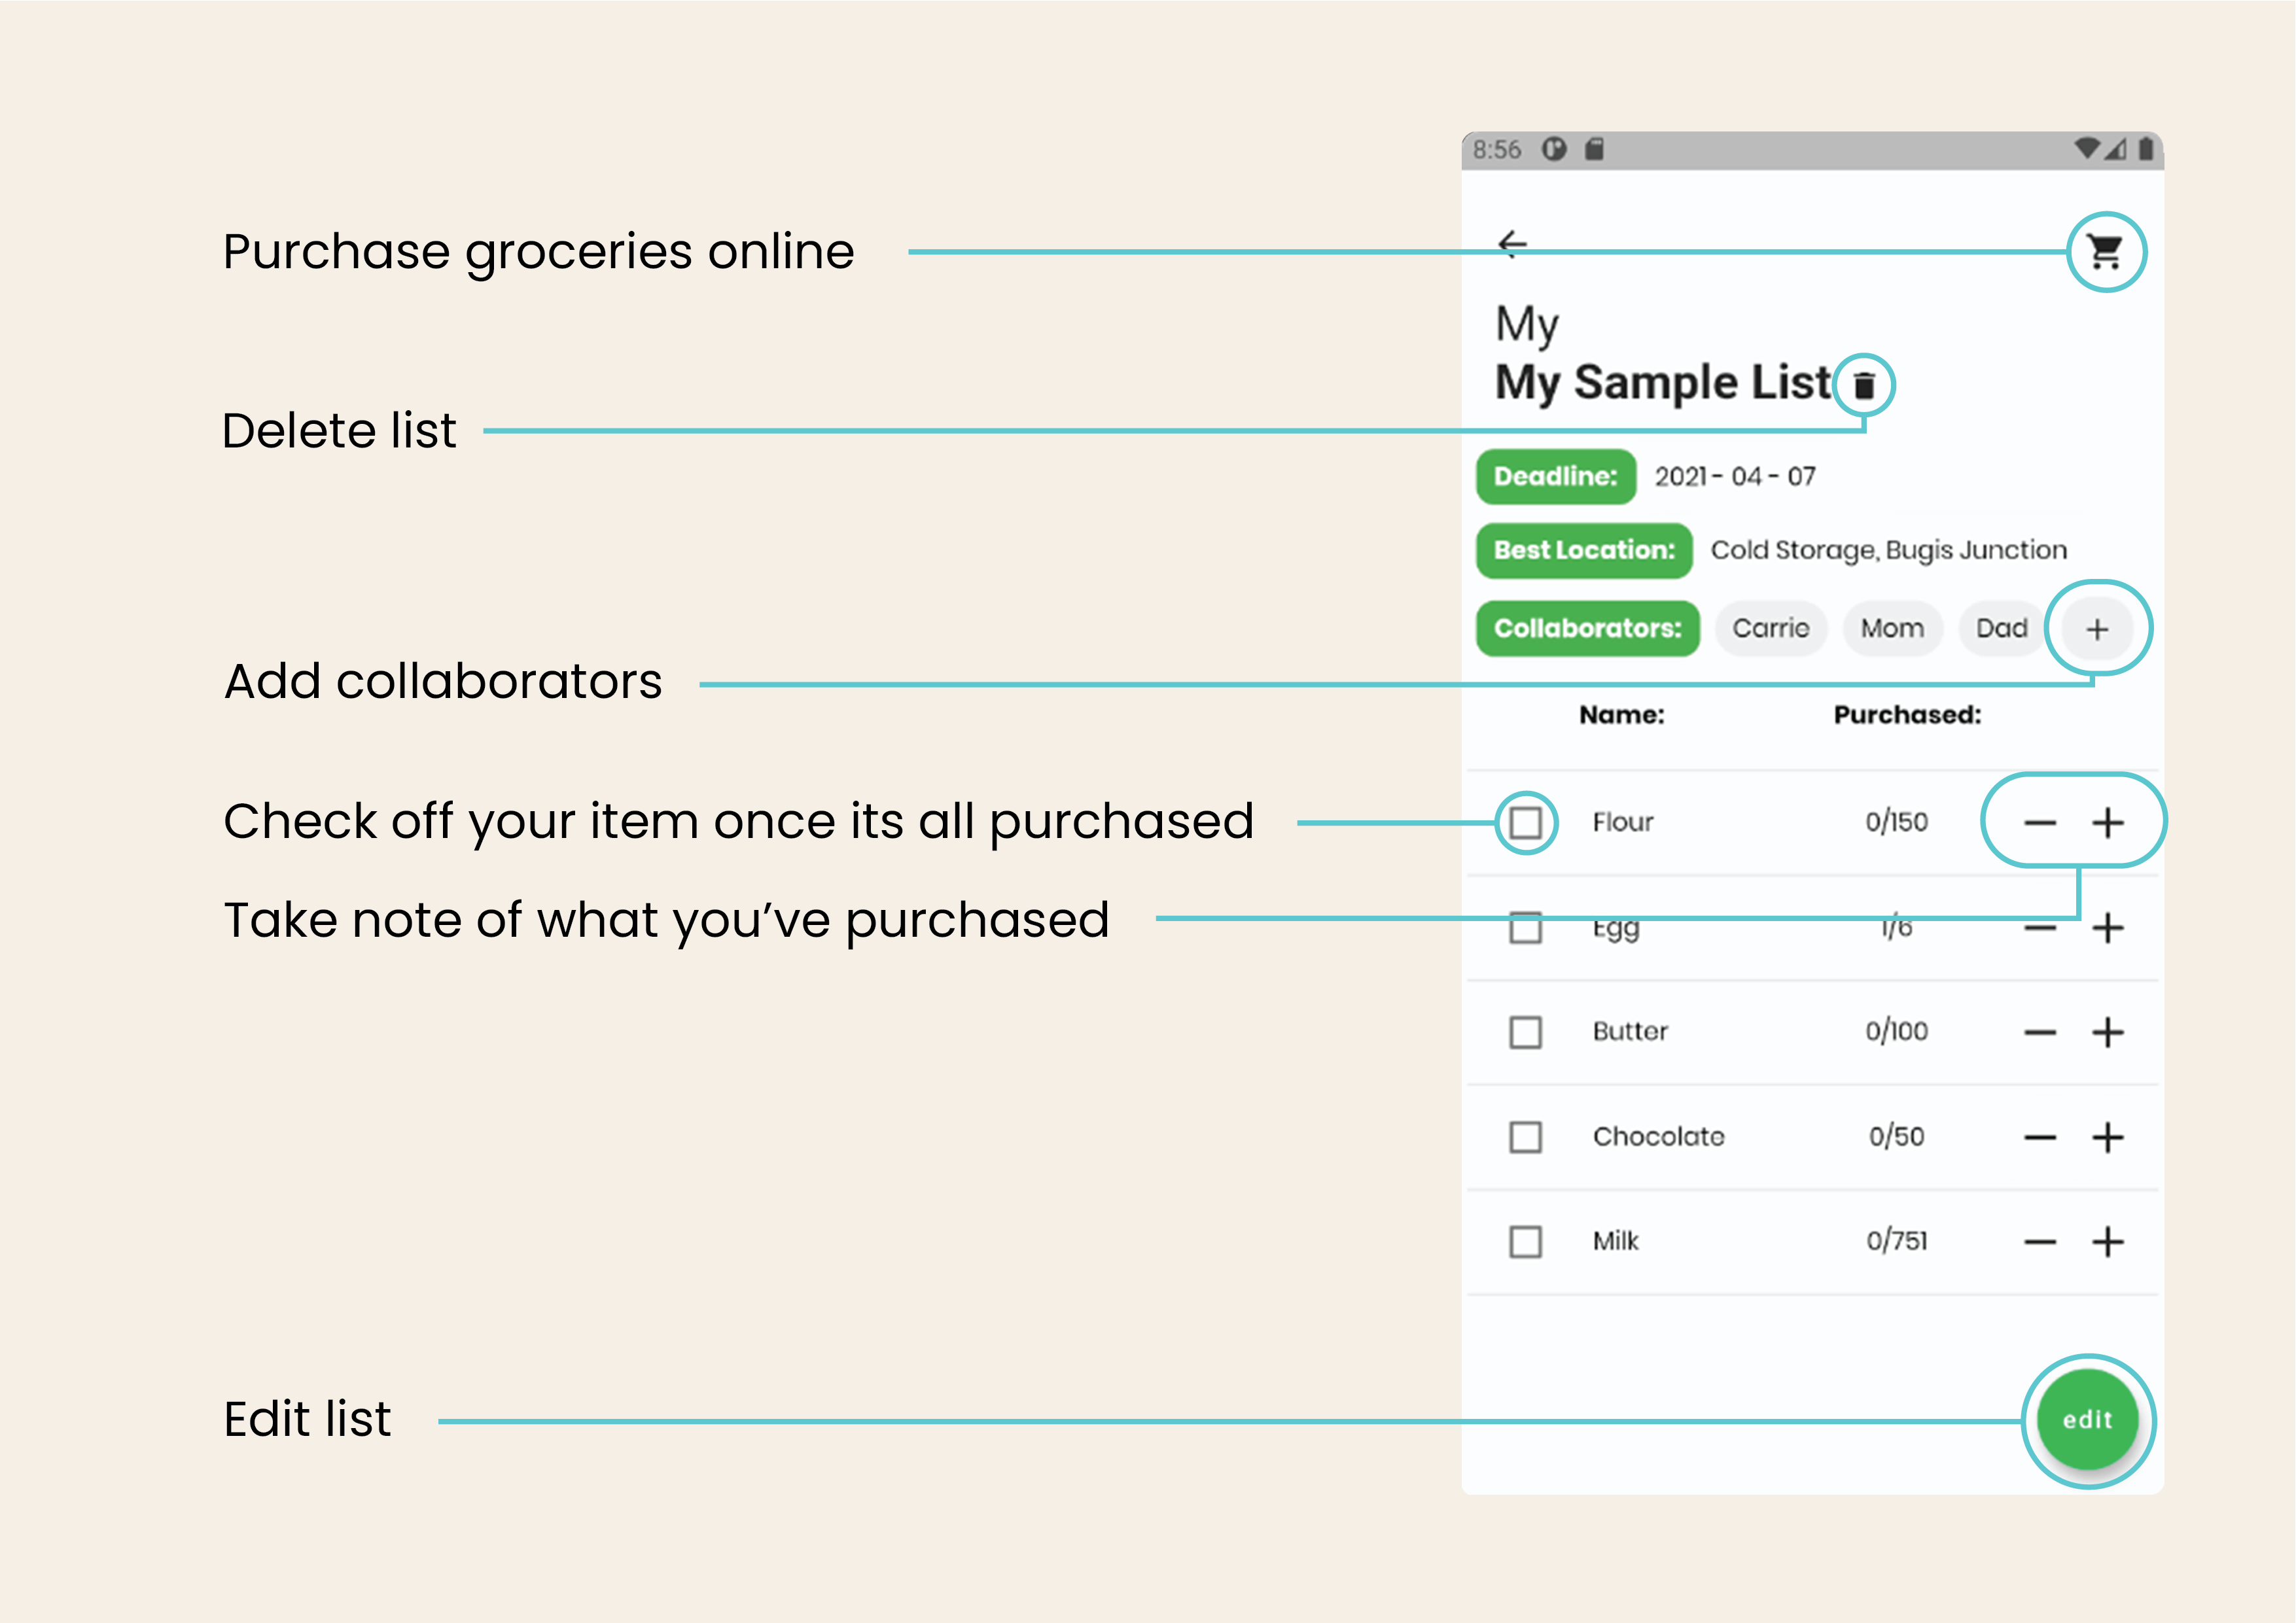 8:56
Purchase groceries online
My
My Sample List
Delete list
Deadline: 2021 - 04 - 07
Best Location: Cold Storage, Bugis Junction
Collaborators: Carrie Mom Dad +
Add collaborators
Name: Purchased:
Check off your item once its all purchased
Flour 0/150 — +
Take note of what you’ve purchased
Egg 1/6 — +
Butter 0/100 — +
Chocolate 0/50 — +
Milk 0/751 — +
Edit list
edit